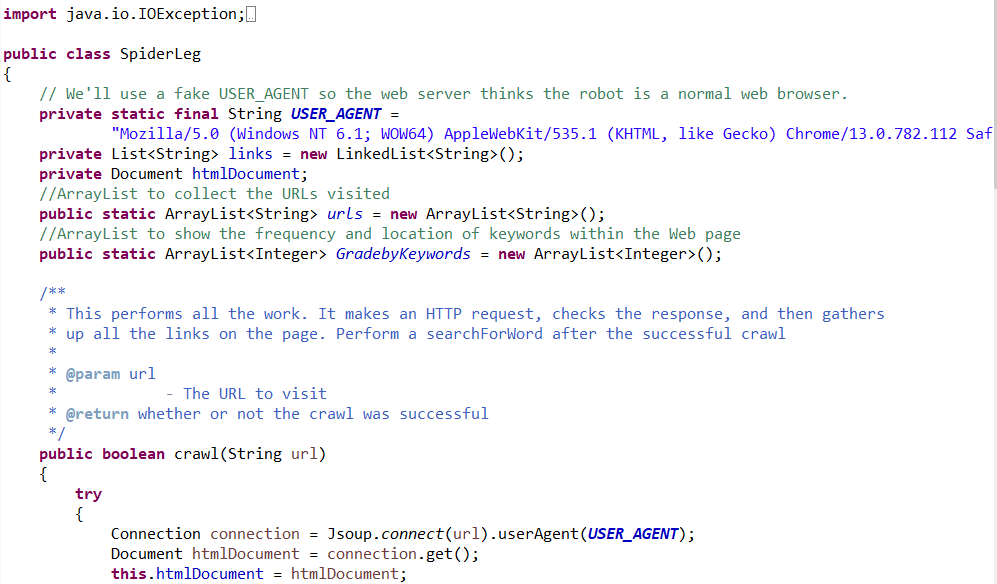 import java.io.IOException;

public class SpiderLeg
{
    // We'll use a fake USER_AGENT so the web server thinks the robot is a normal web browser.
    private static final String USER_AGENT =
            "Mozilla/5.0 (Windows NT 6.1; WOW64) AppleWebKit/535.1 (KHTML, like Gecko) Chrome/13.0.782.112 Saf
    private List<String> links = new LinkedList<String>();
    private Document htmlDocument;
    //ArrayList to collect the URLs visited
    public static ArrayList<String> urls = new ArrayList<String>();
    //ArrayList to show the frequency and location of keywords within the Web page
    public static ArrayList<Integer> GradebyKeywords = new ArrayList<Integer>();

    /**
     * This performs all the work. It makes an HTTP request, checks the response, and then gathers
     * up all the links on the page. Perform a searchForWord after the successful crawl
     *
     * @param url
     *            - The URL to visit
     * @return whether or not the crawl was successful
     */
    public boolean crawl(String url)
    {
        try
        {
            Connection connection = Jsoup.connect(url).userAgent(USER_AGENT);
            Document htmlDocument = connection.get();
            this.htmlDocument = htmlDocument;